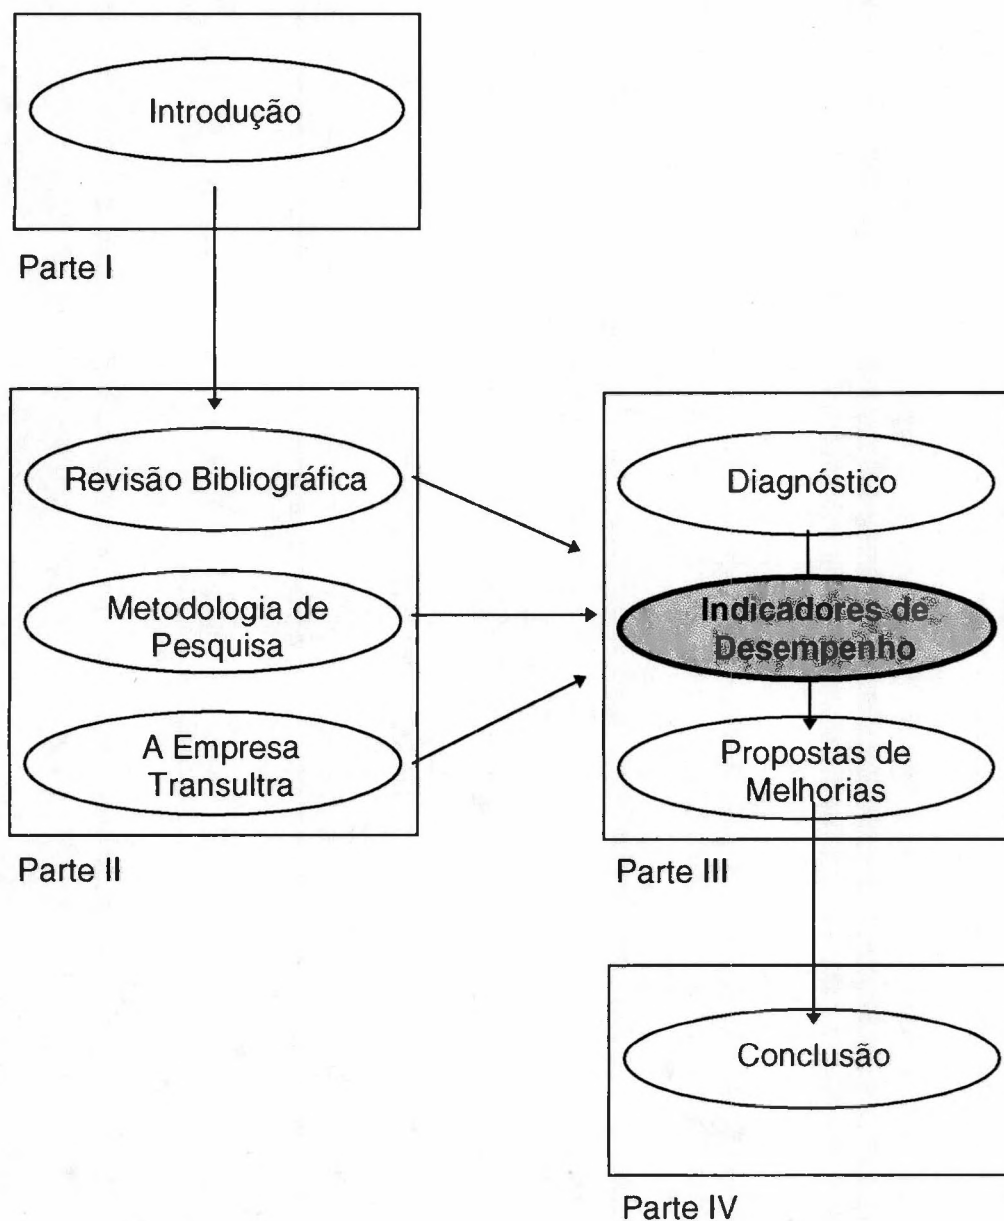 Introdução
Parte I
Revisão Bibliográfica
Metodologia de
Pesquisa
A Empresa
Transultra
Parte II
Diagnóstico
Indicadores de
Desempenho
Propostas de
Melhorias
Parte III
Conclusão
Parte IV